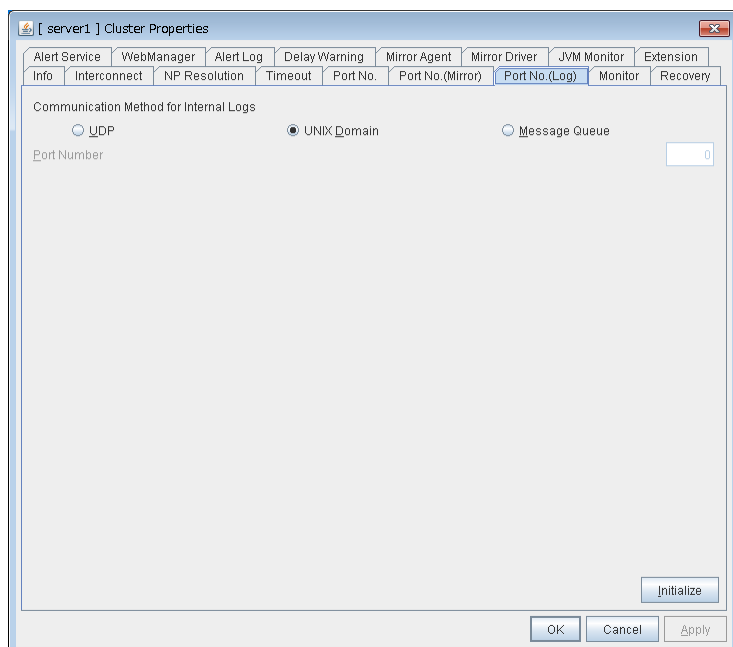 [ server1 ] Cluster Properties
Alert Service WebManager Alert Log Delay Warning Mirror Agent Mirror Driver JVM Monitor Extension
Info Interconnect NP Resolution Timeout Port No. Port No.(Mirror) Port No.(Log) Monitor Recovery
Communication Method for Internal Logs
UDP UNIX Domain Message Queue
Port Number 0
Initialize
OK Cancel Apply